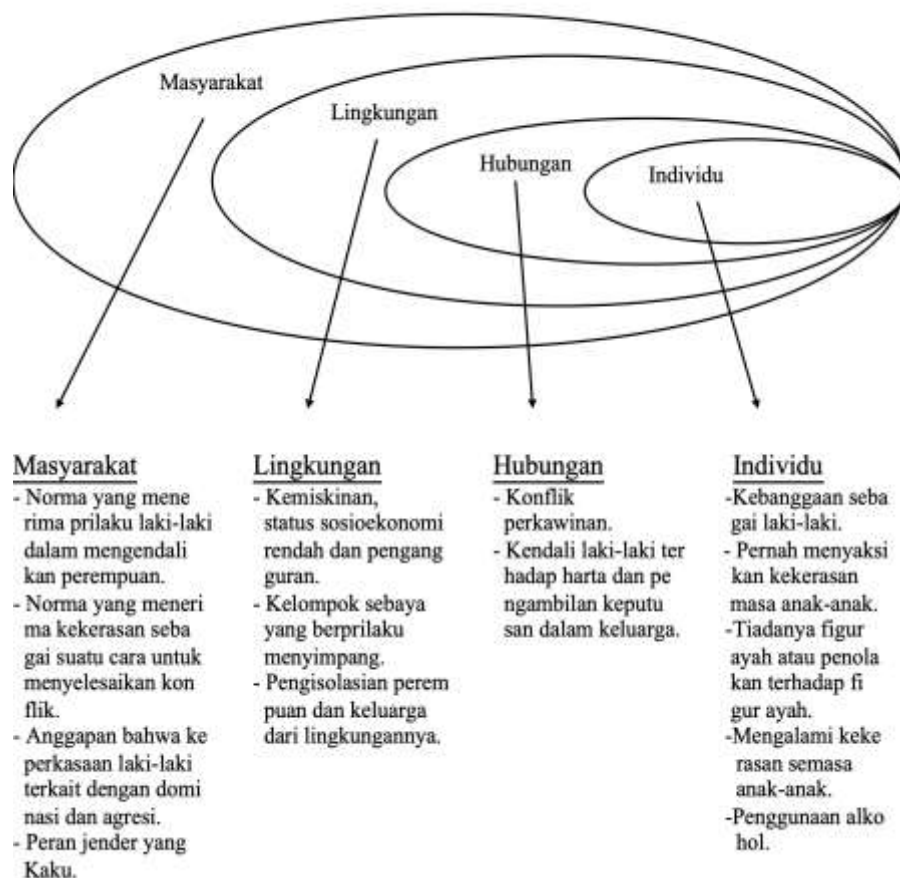 Masyarakat
Lingkungan
Hubungan
Individu
Masyarakat
- Norma yang mene
rima prilaku laki-laki
dalam mengendali
kan perempuan.
- Norma yang meneri
ma kekerasan seba
gai suatu cara untuk
menyelesaikan kon
flik.
- Anggapan bahwa ke
perkasaan laki-laki
terkait dengan domi
nasi dan agresi.
- Peran jender yang
Kaku.
Lingkungan
- Kemiskinan,
status sosioekonomi
rendah dan pengang
guran.
- Kelompok sebaya
yang berprilaku
menyimpang.
- Pengisolasian perem
puan dan keluarga
dari lingkungannya.
Hubungan
- Konflik
perkawinan.
- Kendali laki-laki ter
hadap harta dan pe
ngambilan keputu
san dalam keluarga.
Individu
-Kebanggaan seba
gai laki-laki.
- Pernah menyaksi
kan kekerasan
masa anak-anak.
-Tiadanya figur
ayah atau penola
kan terhadap fi
gur ayah.
-Mengalami keke
rasan semasa
anak-anak.
-Penggunaan alko
hol.